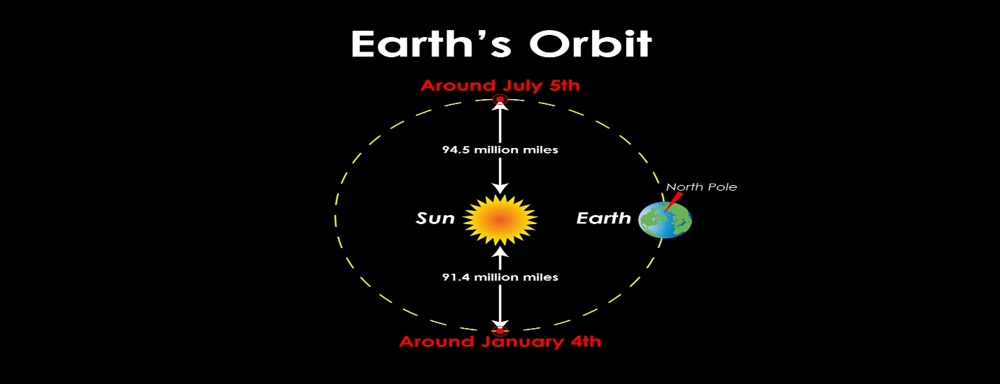 Earth's Orbit
Around July 5th
94.5 million miles
North Pole
Sun
Earth
91.4 million miles
Around January 4th